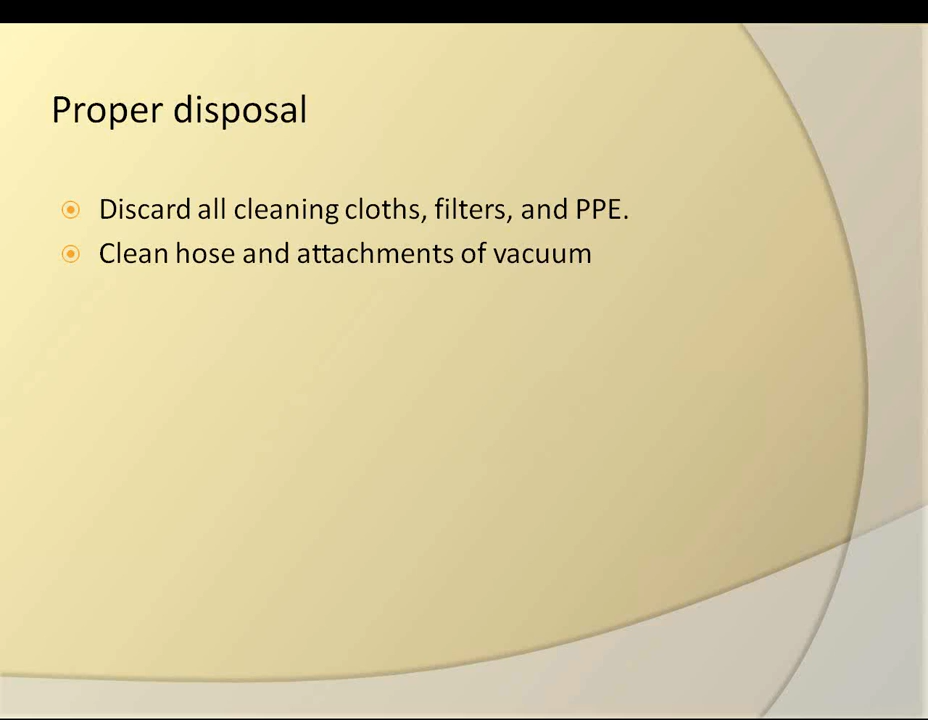 Proper disposal
Discard all cleaning cloths, filters, and PPE.
Clean hose and attachments of vacuum